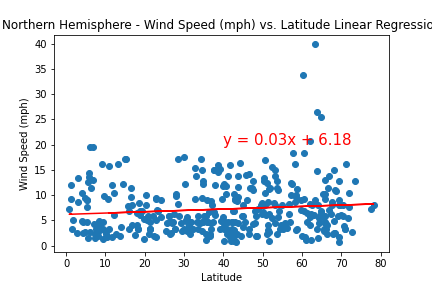 Northern Hemisphere - Wind Speed (mph) vs. Latitude Linear Regressio
40
35
30
25
20
15
10
5
0
Wind Speed (mph)
y = 0.03x + 6.18
0 10 20 30 40 50 60 70 80
Latitude